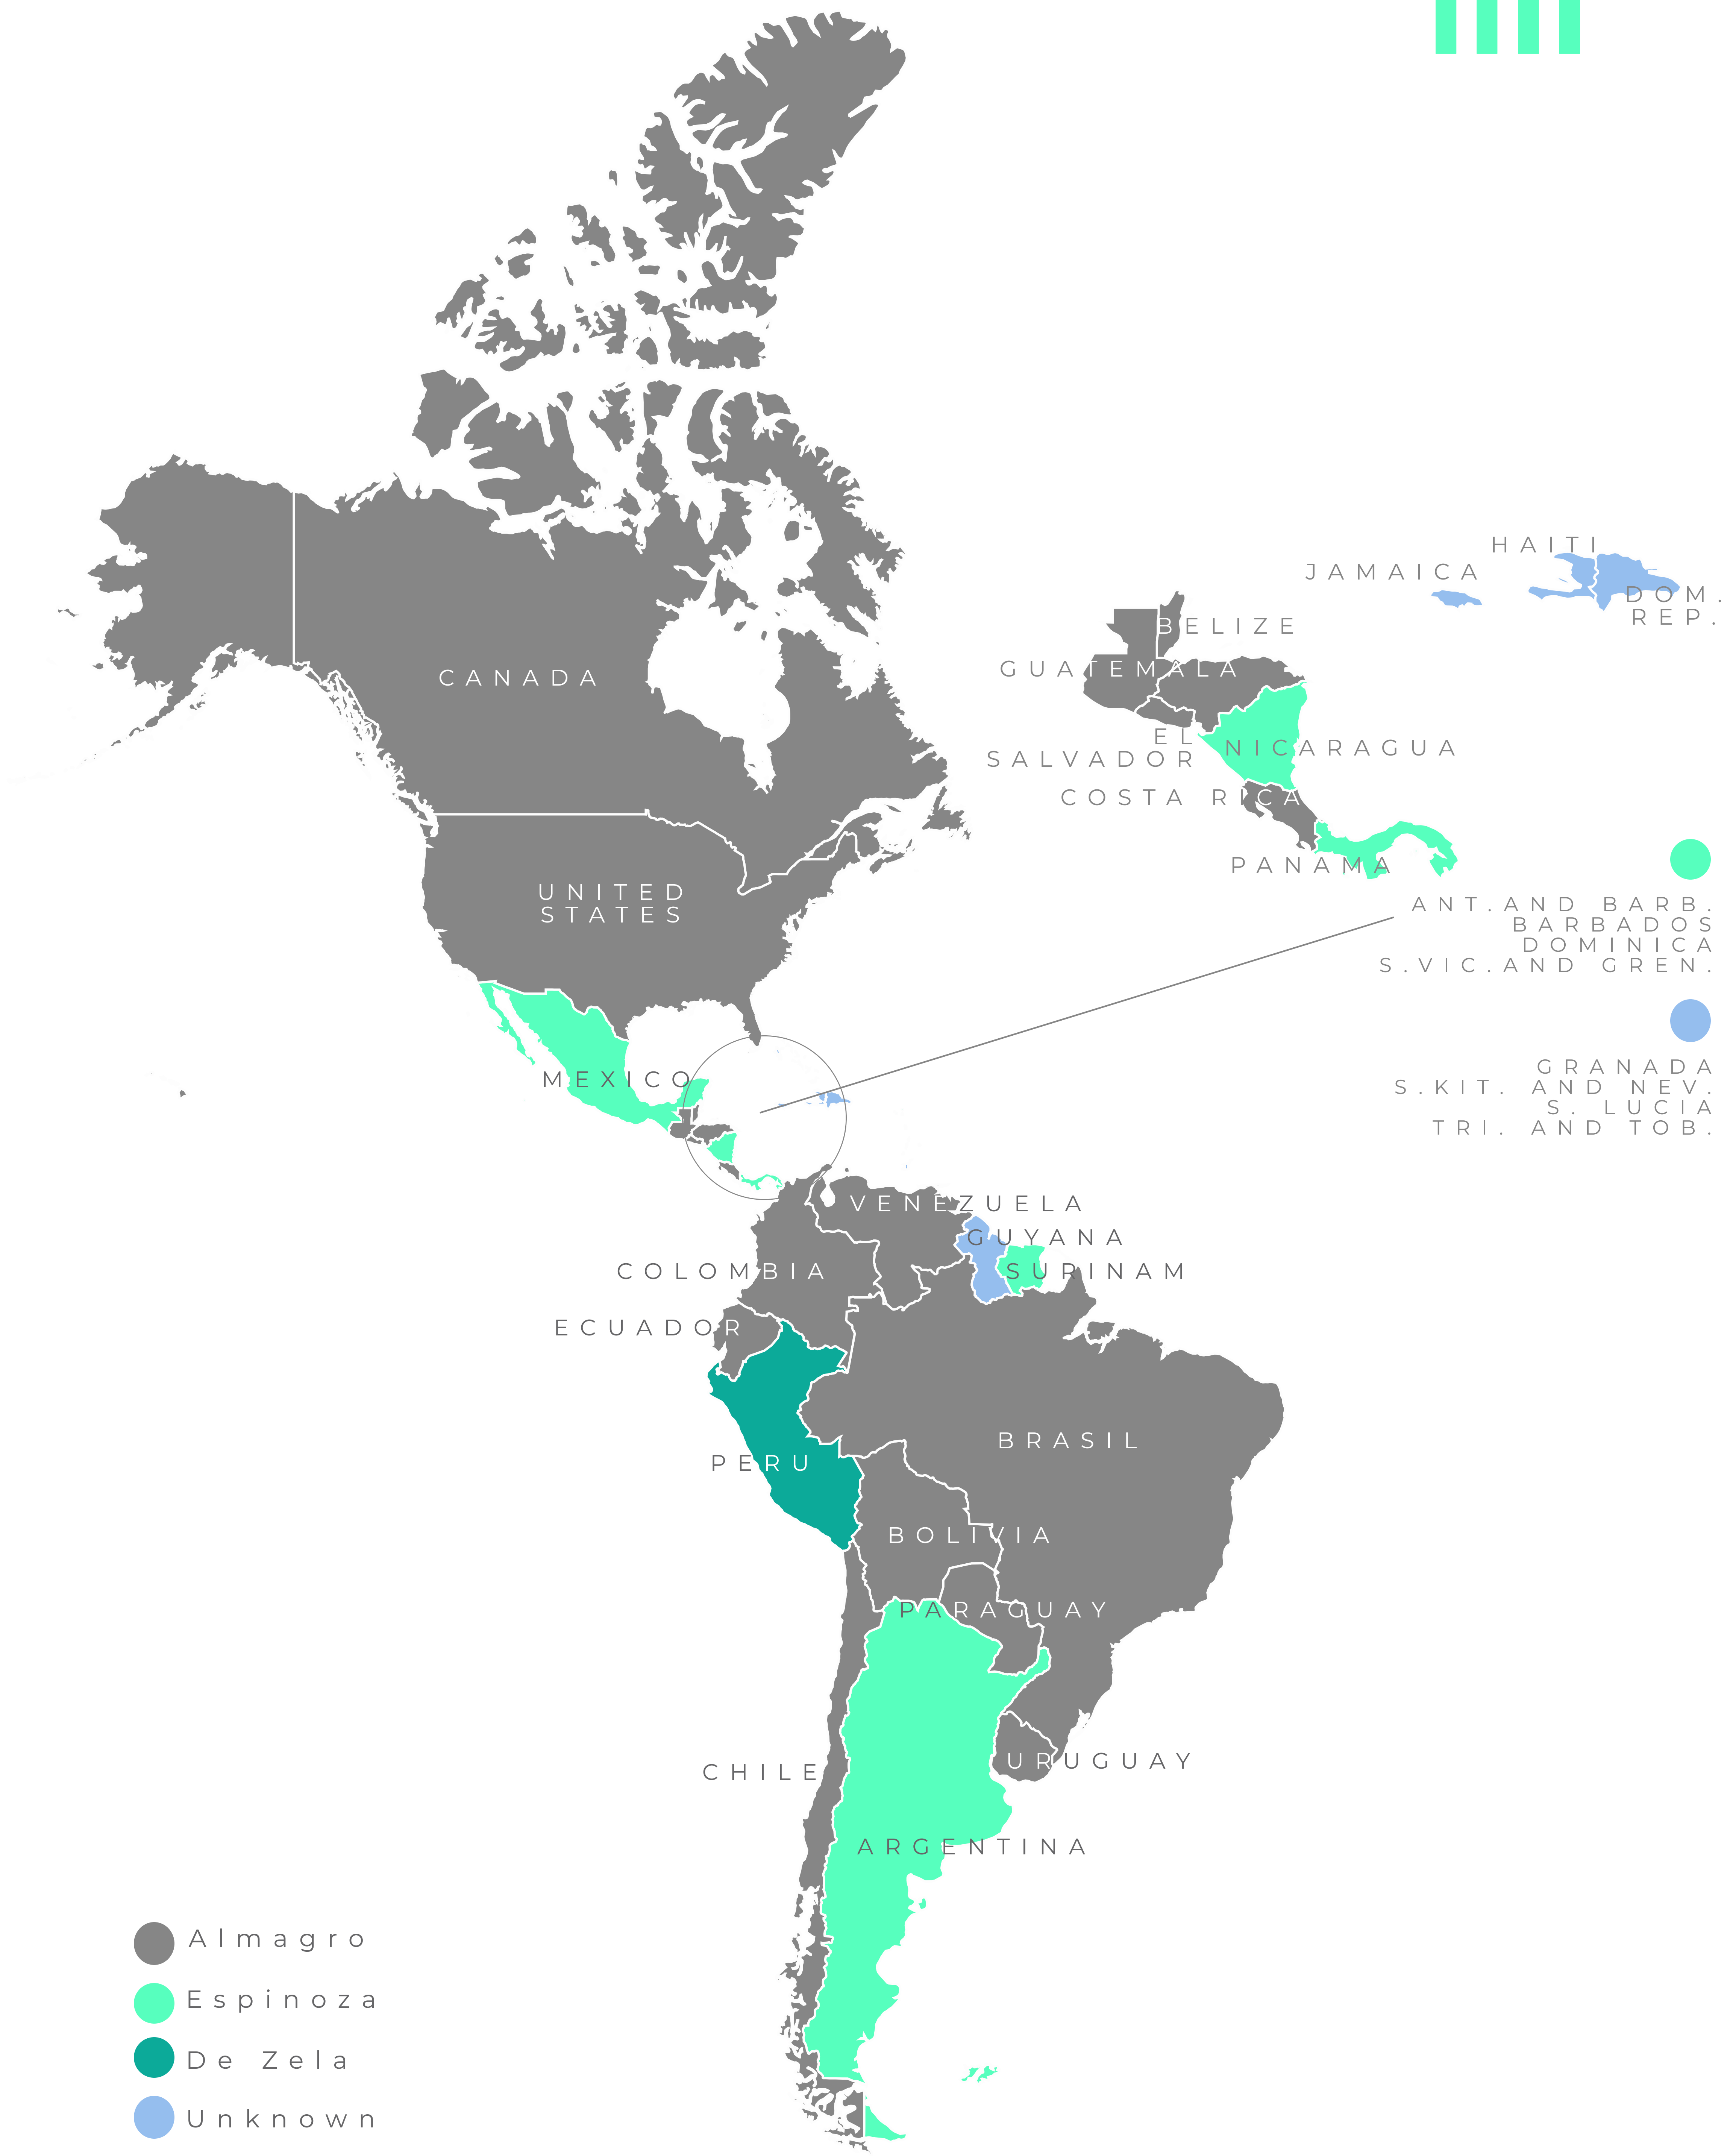 HAITI
JAMAICA
DOM.
REP.
BELIZE
GUATEMALA
CANADA
EL
SALVADOR
NICARAGUA
COSTA RICA
PANAMA
UNITED
STATES
ANT.AND BARB.
BARBADOS
DOMINICA
S.VIC.AND GREN.
MEXICO
GRANADA
S.KIT. AND NEV.
S. LUCIA
TRI. AND TOB.
VENEZUELA
GUYANA
COLOMBIA
SURINAM
ECUADOR
BRASIL
PERU
BOLIVIA
PARAGUAY
URUGUAY
CHILE
ARGENTINA
Almagro
Espinoza
De Zela
Unknown